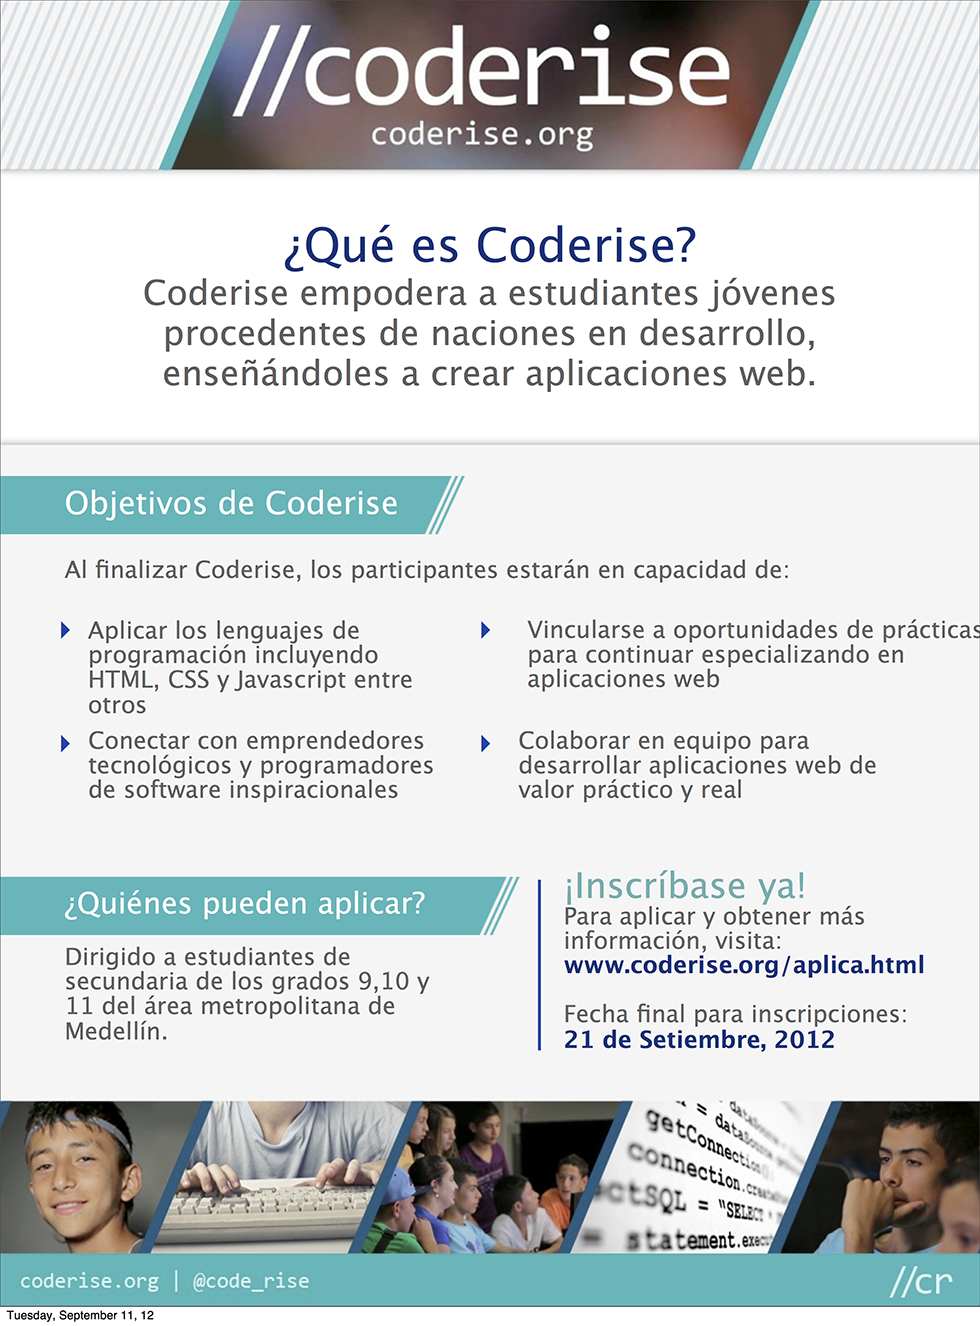 //coderise
coderise.org
¿Qué es Coderise?
Coderise empodera a estudiantes jóvenes
procedentes de naciones en desarrollo,
enseñándoles a crear aplicaciones web.
Objetivos de Coderise
Al finalizar Coderise, los participantes estarán en capacidad de:
Aplicar los lenguajes de
programación incluyendo
HTML, CSS y Javascript entre
otros
Conectar con emprendedores
tecnológicos y programadores
de software inspiracionales
Vincularse a oportunidades de prácticas
para continuar especializando en
aplicaciones web
Colaborar en equipo para
desarrollar aplicaciones web de
valor práctico y real
¿Quiénes pueden aplicar?
Dirigido a estudiantes de
secundaria de los grados 9,10 y
11 del área metropolitana de
Medellín.
¡Inscríbase ya!
Para aplicar y obtener más
información, visita:
www.coderise.org/aplica.html
Fecha final para inscripciones:
21 de Setiembre, 2012
= dataSource
getConnection();
connection.
ctSQL = "SELECT
statement.exec
coderise.org | @code_rise
//cr
Tuesday, September 11, 12